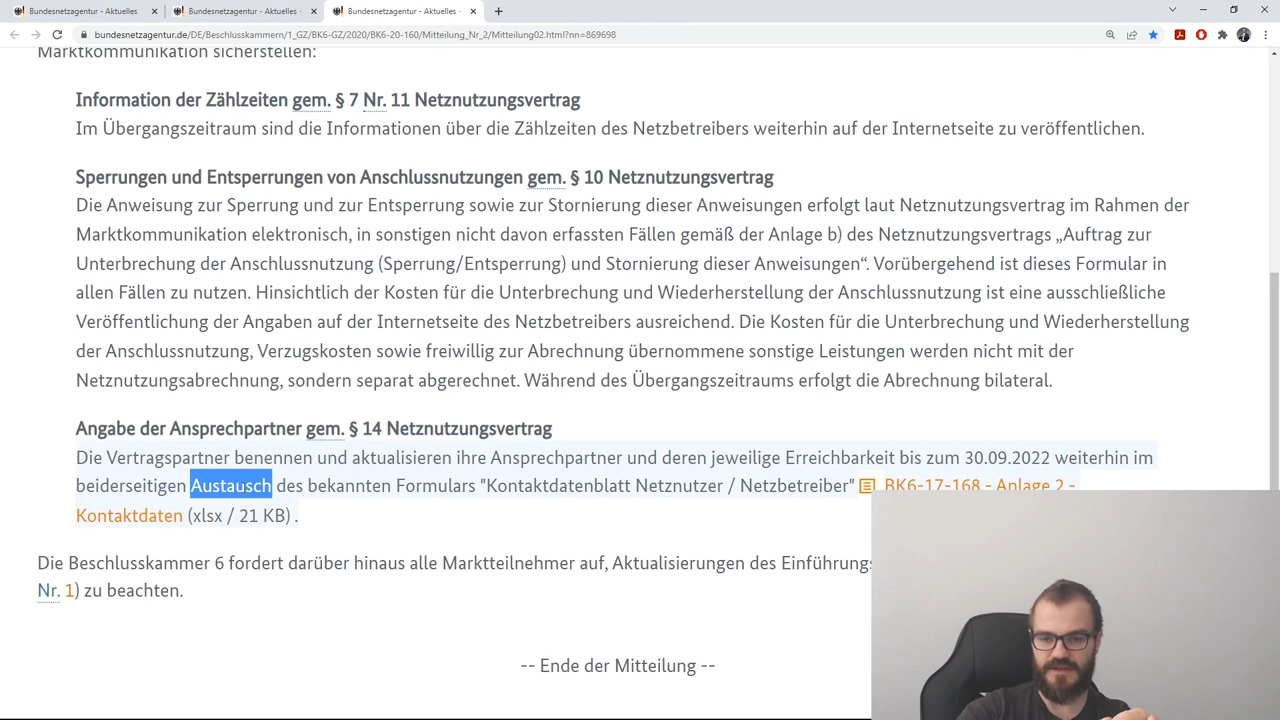 Bundesnetzagentur - Aktuelles
Bundesnetzagentur - Aktuelles -
Bundesnetzagentur - Aktuelles -
bundesnetzagentur.de/DE/Beschlusskammern/1_GZ/BK6-GZ/2020/BK6-20-160/Mitteilung_Nr_2/Mitteilung02.html?nn=869698
Marktkommunikation sicherstellen:
Information der Zählzeiten gem. § 7 Nr. 11 Netznutzungsvertrag
Im Übergangszeitraum sind die Informationen über die Zählzeiten des Netzbetreibers weiterhin auf der Internetseite zu veröffentlichen.
Sperrungen und Entsperrungen von Anschlussnutzungen gem. § 10 Netznutzungsvertrag
Die Anweisung zur Sperrung und zur Entsperrung sowie zur Stornierung dieser Anweisungen erfolgt laut Netznutzungsvertrag im Rahmen der
Marktkommunikation elektronisch, in sonstigen nicht davon erfassten Fällen gemäß der Anlage b) des Netznutzungsvertrags „Auftrag zur
Unterbrechung der Anschlussnutzung (Sperrung/Entsperrung) und Stornierung dieser Anweisungen“. Vorübergehend ist dieses Formular in
allen Fällen zu nutzen. Hinsichtlich der Kosten für die Unterbrechung und Wiederherstellung der Anschlussnutzung ist eine ausschließliche
Veröffentlichung der Angaben auf der Internetseite des Netzbetreibers ausreichend. Die Kosten für die Unterbrechung und Wiederherstellung
der Anschlussnutzung, Verzugskosten sowie freiwillig zur Abrechnung übernommene sonstige Leistungen werden nicht mit der
Netznutzungsabrechnung, sondern separat abgerechnet. Während des Übergangszeitraums erfolgt die Abrechnung bilateral.
Angabe der Ansprechpartner gem. § 14 Netznutzungsvertrag
Die Vertragspartner benennen und aktualisieren ihre Ansprechpartner und deren jeweilige Erreichbarkeit bis zum 30.09.2022 weiterhin im
beiderseitigen Austausch des bekannten Formulars "Kontaktdatenblatt Netznutzer / Netzbetreiber" BK6-17-168 - Anlage 2 -
Kontaktdaten (xlsx / 21 KB) .
Die Beschlusskammer 6 fordert darüber hinaus alle Marktteilnehmer auf, Aktualisierungen des Einführungs
Nr. 1) zu beachten.
-- Ende der Mitteilung --